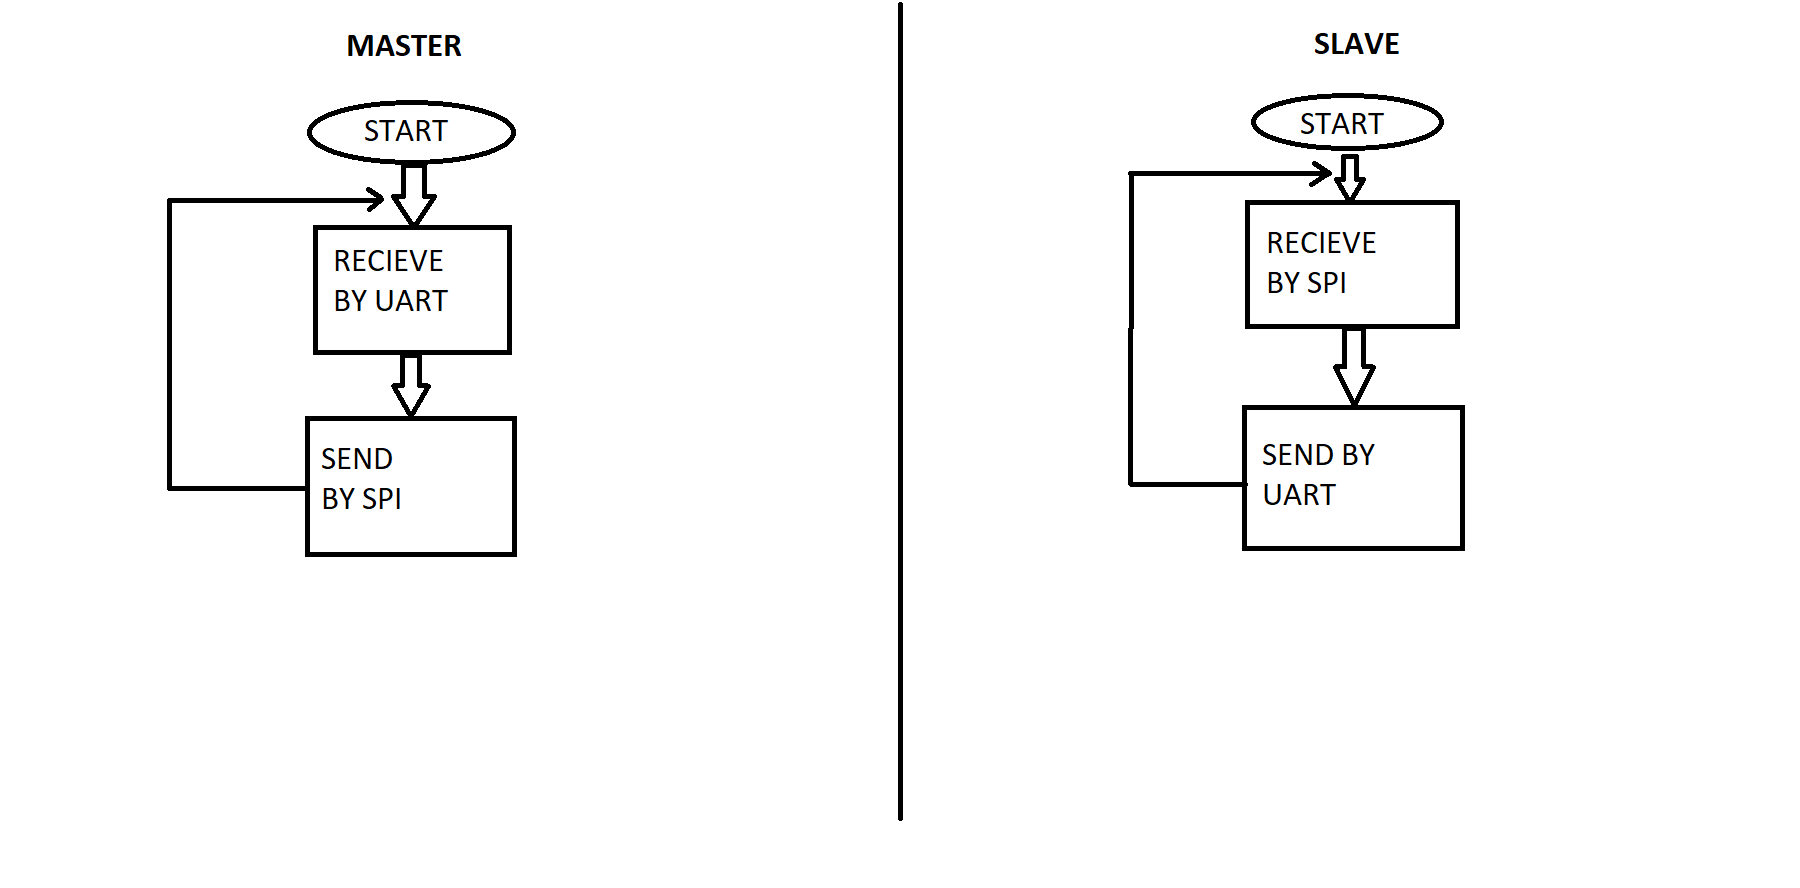 MASTER
START
RECIEVE
BY UART
SEND
BY SPI
SLAVE
START
RECIEVE
BY SPI
SEND BY
UART